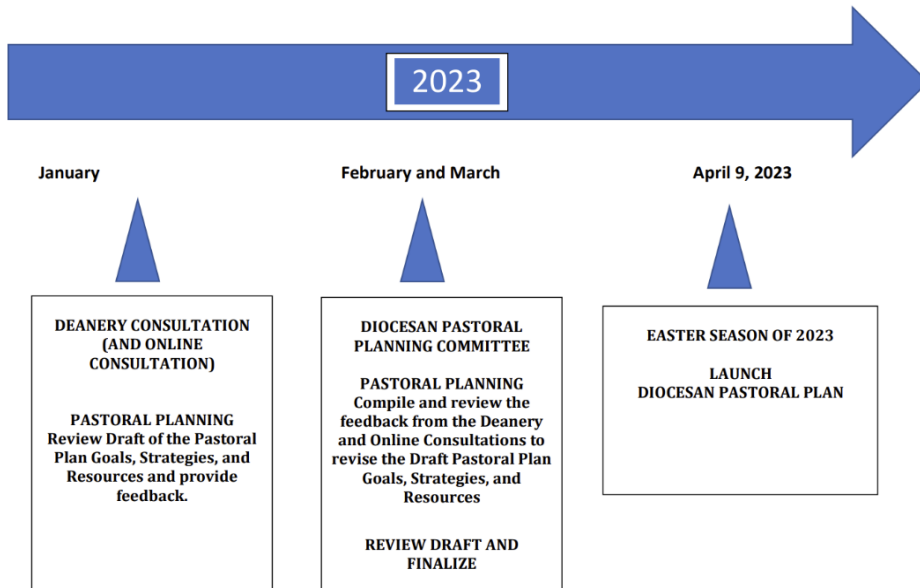 2023
January
February and March
April 9, 2023
DEANERY CONSULTATION
(AND ONLINE
CONSULTATION)
PASTORAL PLANNING
Review Draft of the Pastoral
Plan Goals, Strategies, and
Resources and provide
feedback.
DIOCESAN PASTORAL
PLANNING COMMITTEE
PASTORAL PLANNING
Compile and review the
feedback from the Deanery
and Online Consultations to
revise the Draft Pastoral Plan
Goals, Strategies, and
Resources
REVIEW DRAFT AND
FINALIZE
EASTER SEASON OF 2023
LAUNCH
DIOCESAN PASTORAL PLAN